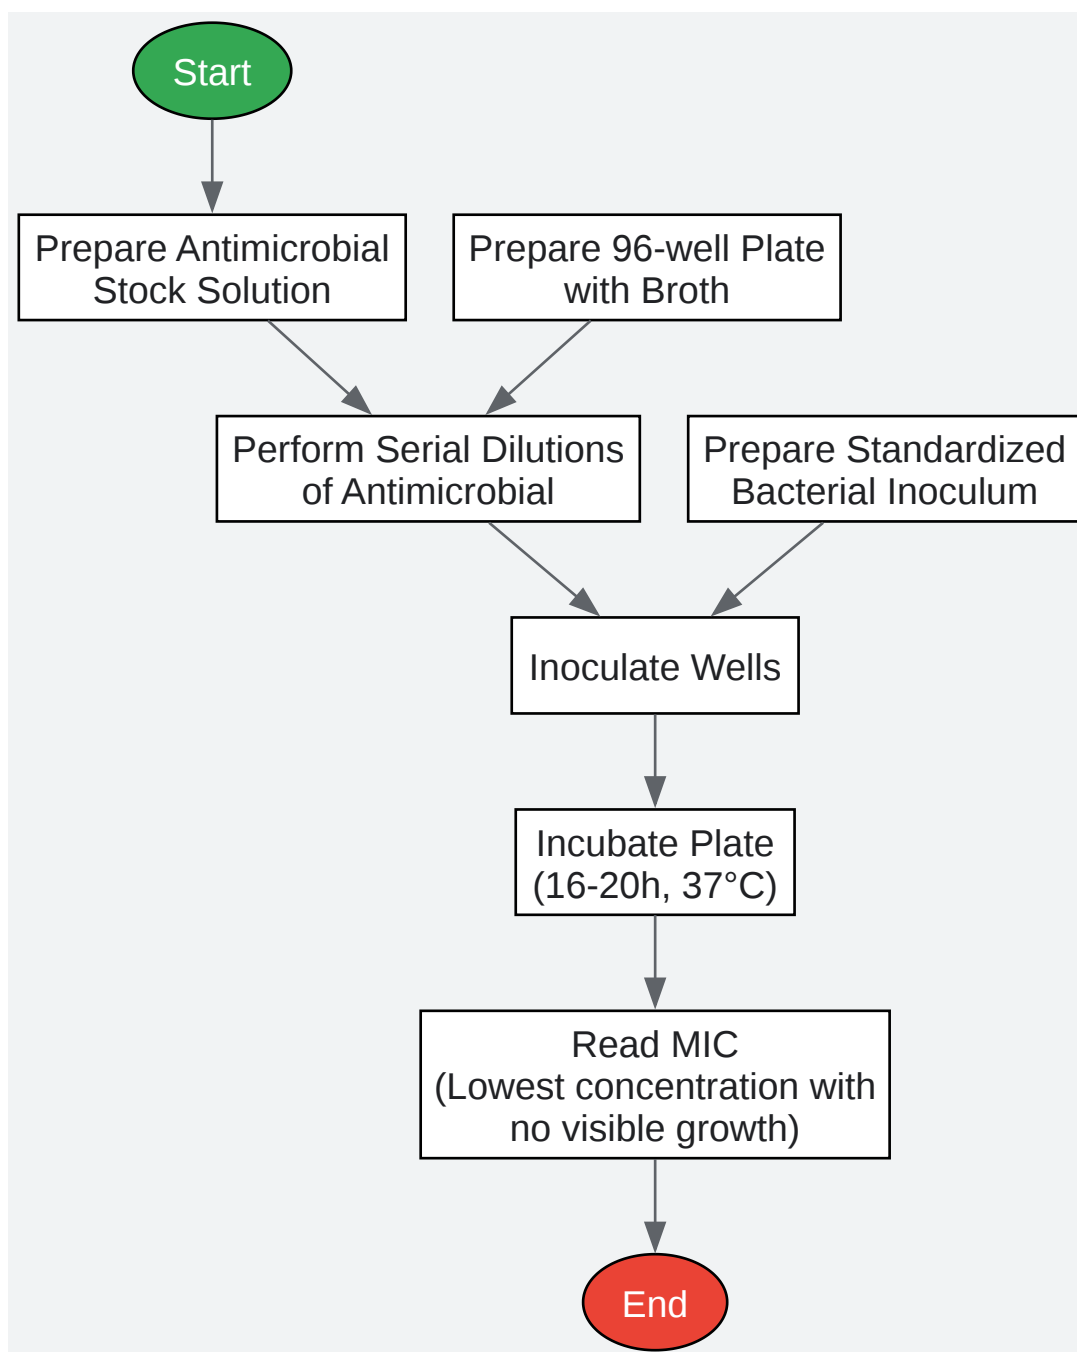 Start
Prepare Antimicrobial
Stock Solution
Prepare 96-well Plate
with Broth
Perform Serial Dilutions
of Antimicrobial
Prepare Standardized
Bacterial Inoculum
Inoculate Wells
Incubate Plate
(16-20h, 37°C)
Read MIC
(Lowest concentration with
no visible growth)
End